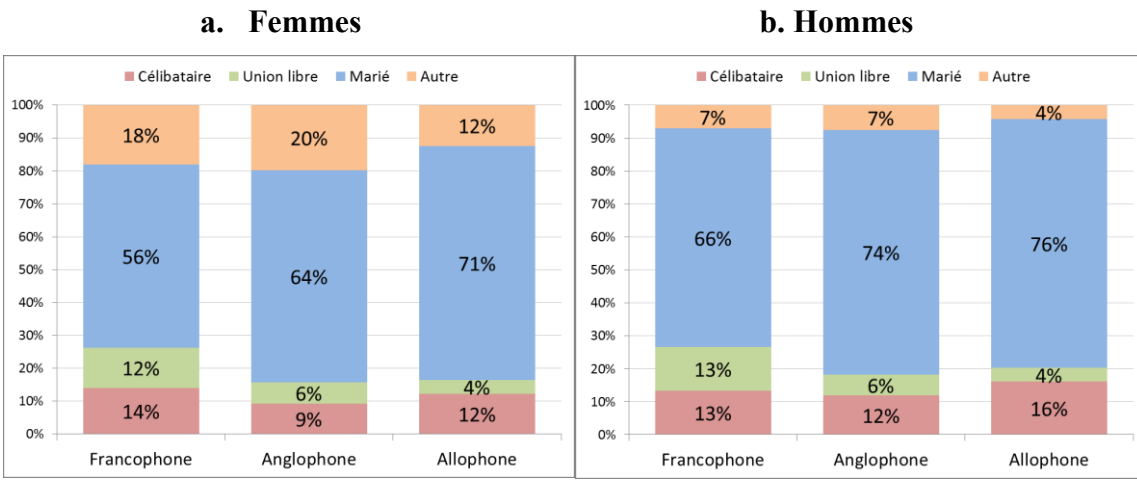 a. Femmes
b. Hommes
Célibataire Union libre Marié Autre
100%
90%
80%
70%
60%
50%
40%
30%
20%
10%
0%
18% 20% 12%
56% 64% 71%
12% 6% 4%
14% 9% 12%
Francophone Anglophone Allophone
Célibataire Union libre Marié Autre
100%
90%
80%
70%
60%
50%
40%
30%
20%
10%
0%
7% 7% 4%
66% 74% 76%
13% 6% 4%
13% 12% 16%
Francophone Anglophone Allophone